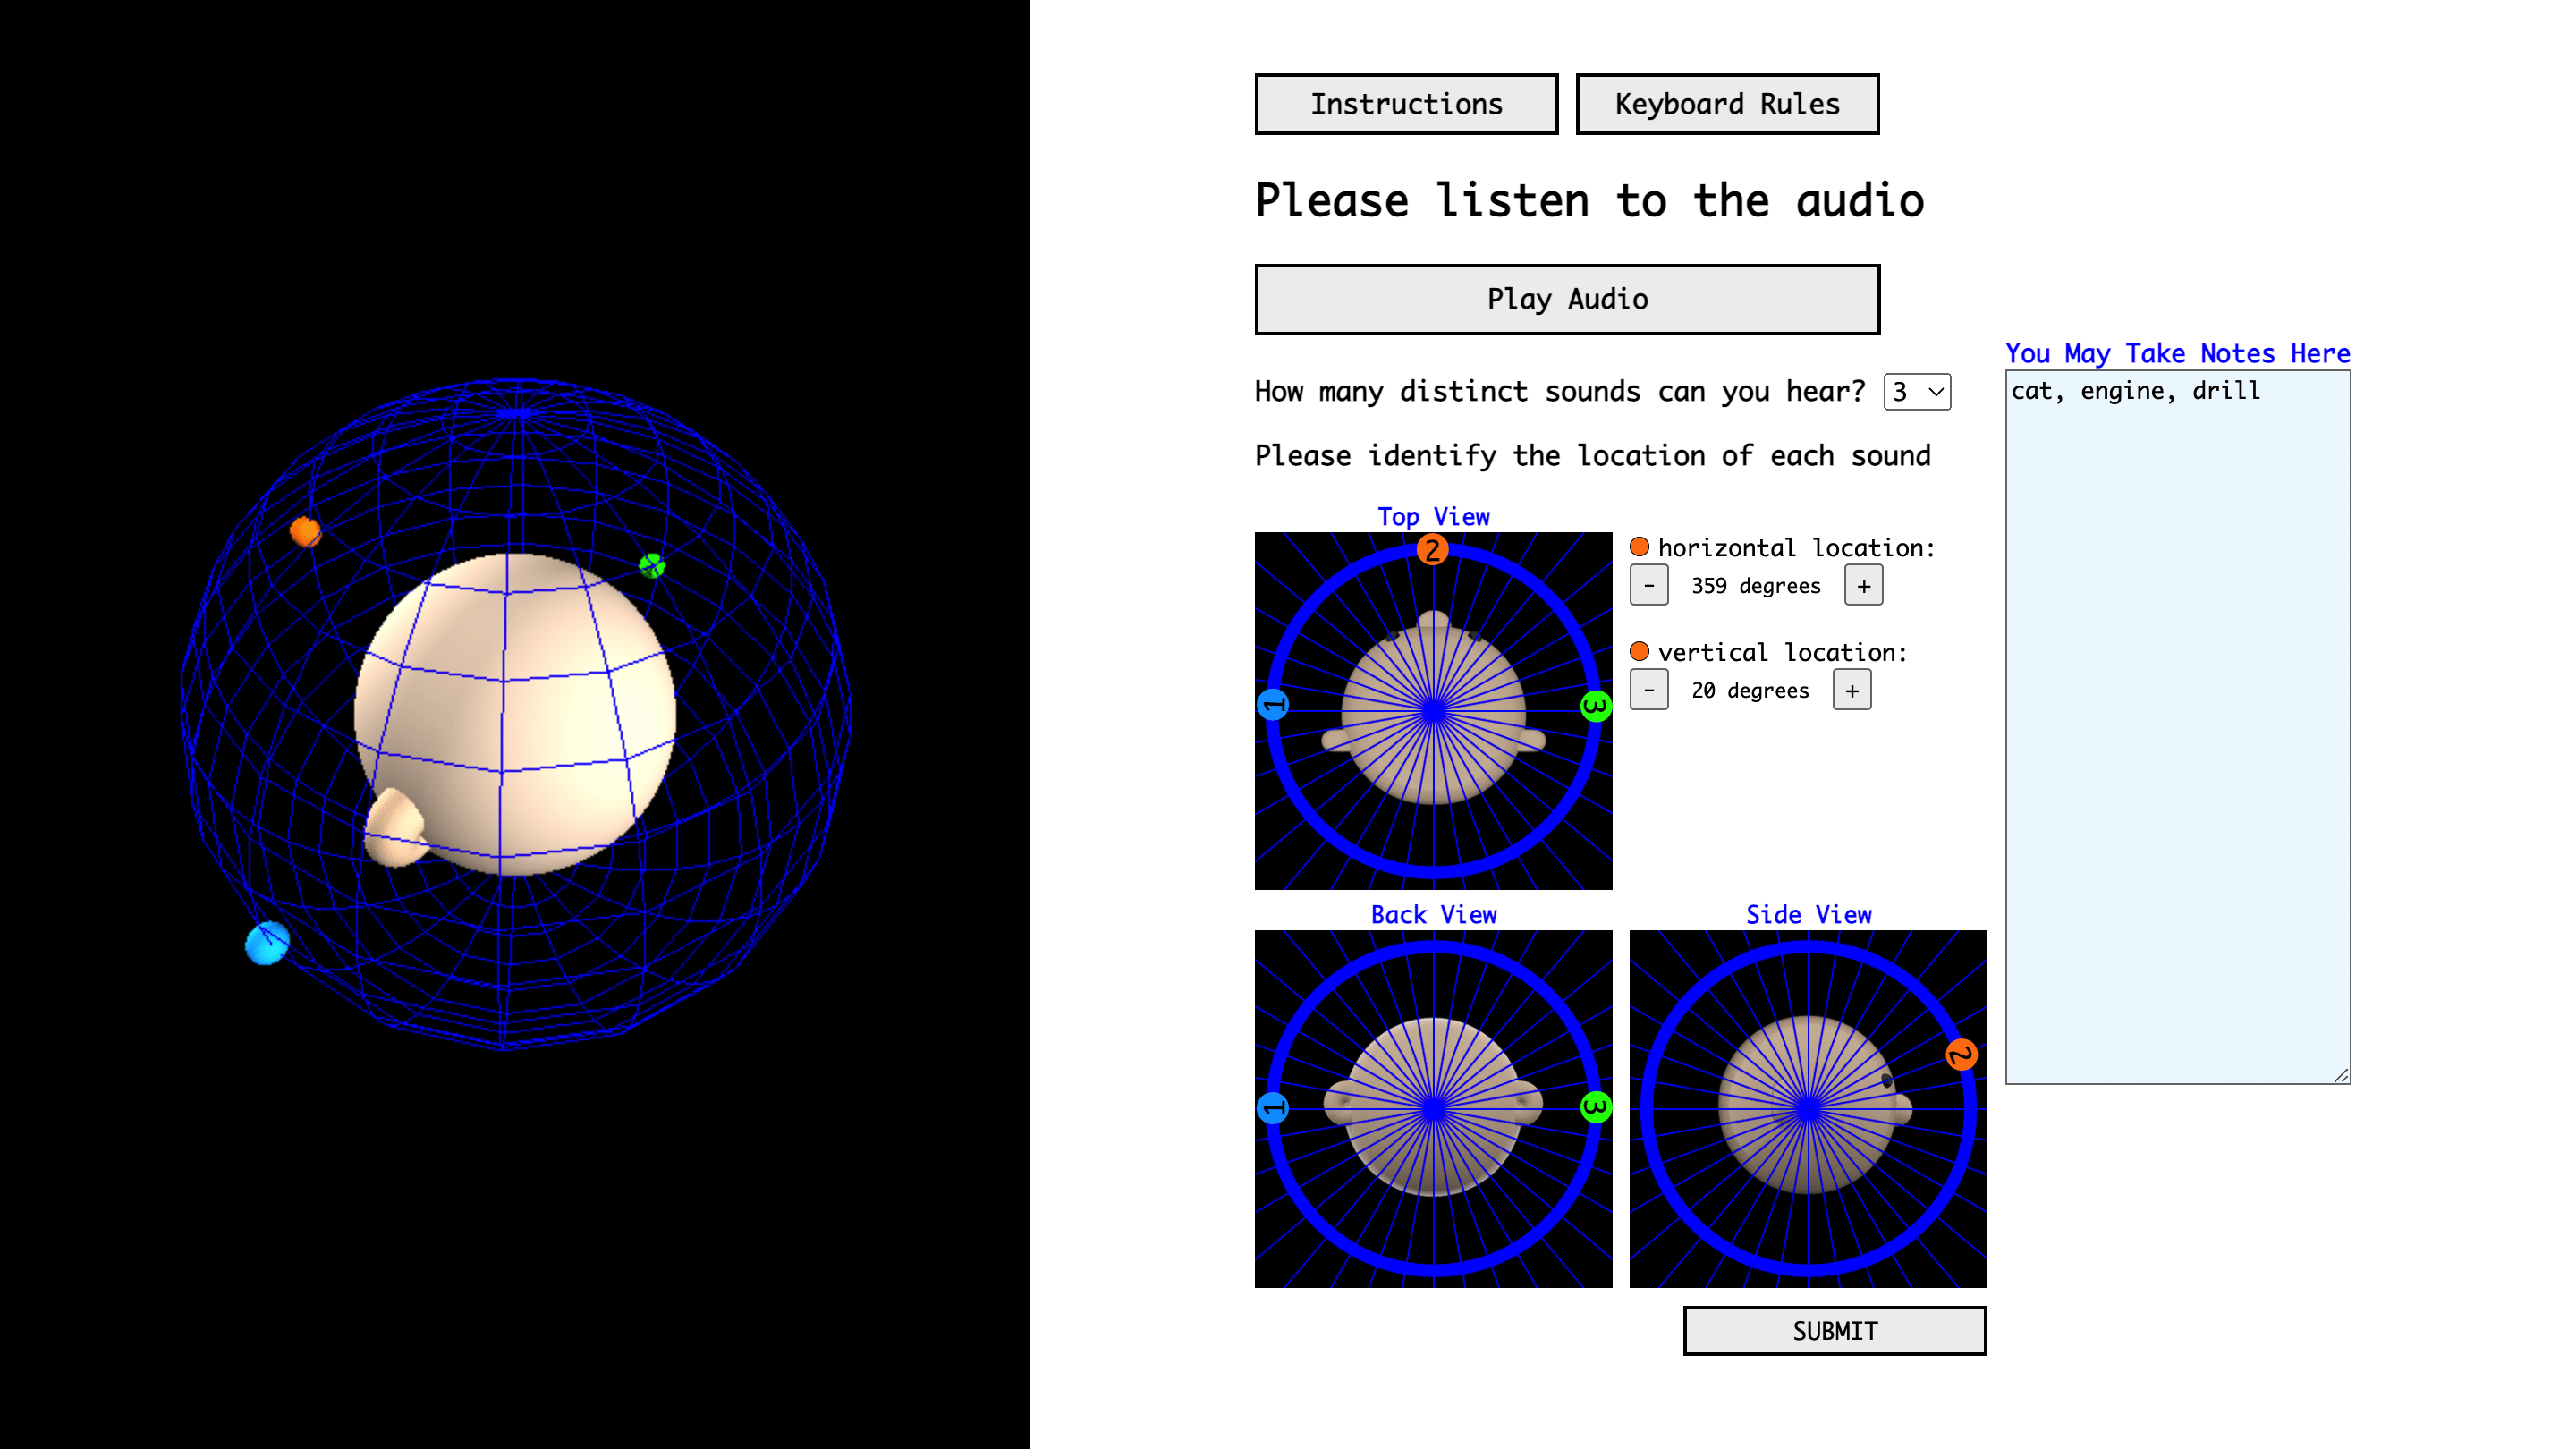 Instructions
Keyboard Rules
Please listen to the audio
Play Audio
How many distinct sounds can you hear? 3
Please identify the location of each sound
You May Take Notes Here
cat, engine, drill
Top View
2
1
3
horizontal location:
- 359 degrees +
vertical location:
- 20 degrees +
Back View
1
3
Side View
2
SUBMIT